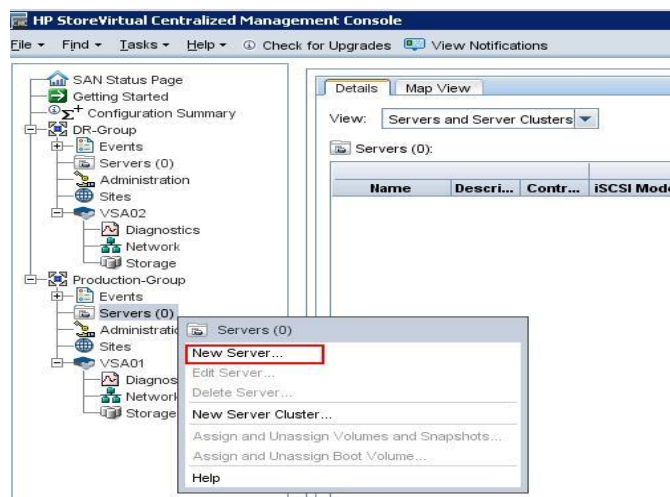 HP StoreVirtual Centralized Management Console
File Find Tasks Help Check for Upgrades View Notifications
SAN Status Page
Getting Started
Configuration Summary
DR-Group
Events
Servers (0)
Administration
Sites
VSA02
Diagnostics
Network
Storage
Production-Group
Events
Servers (0)
Administratio
Sites
VSA01
Diagnos
Network
Storage
Details Map View
View: Servers and Server Clusters
Servers (0):
Name Descri... Contr... iSCSI Mode
Servers (0)
New Server...
Edit Server...
Delete Server...
New Server Cluster...
Assign and Unassign Volumes and Snapshots...
Assign and Unassign Boot Volume...
Help